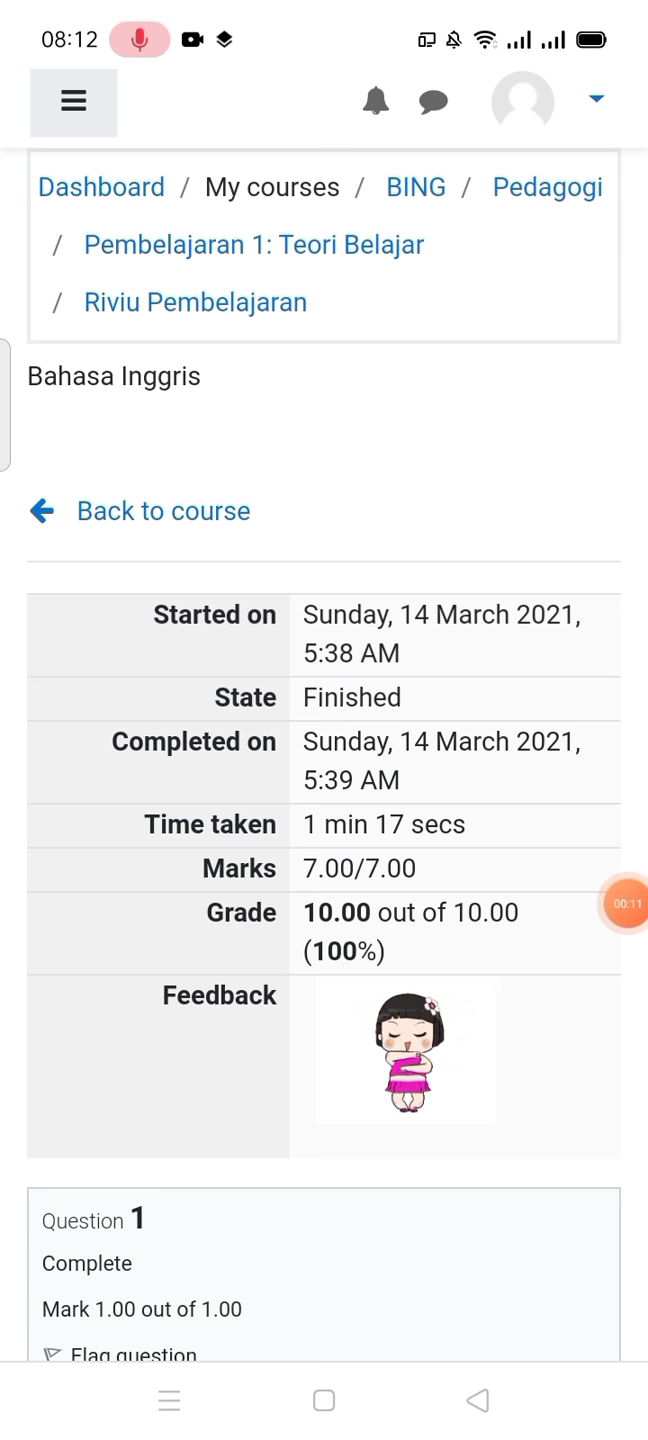 08:12
Dashboard / My courses / BING / Pedagogi
/ Pembelajaran 1: Teori Belajar
/ Riviu Pembelajaran
Bahasa Inggris
Back to course
Started on Sunday, 14 March 2021,
5:38 AM
State Finished
Completed on Sunday, 14 March 2021,
5:39 AM
Time taken 1 min 17 secs
Marks 7.00/7.00
Grade 10.00 out of 10.00
(100%)
00:11
Feedback
Question 1
Complete
Mark 1.00 out of 1.00
Flag question